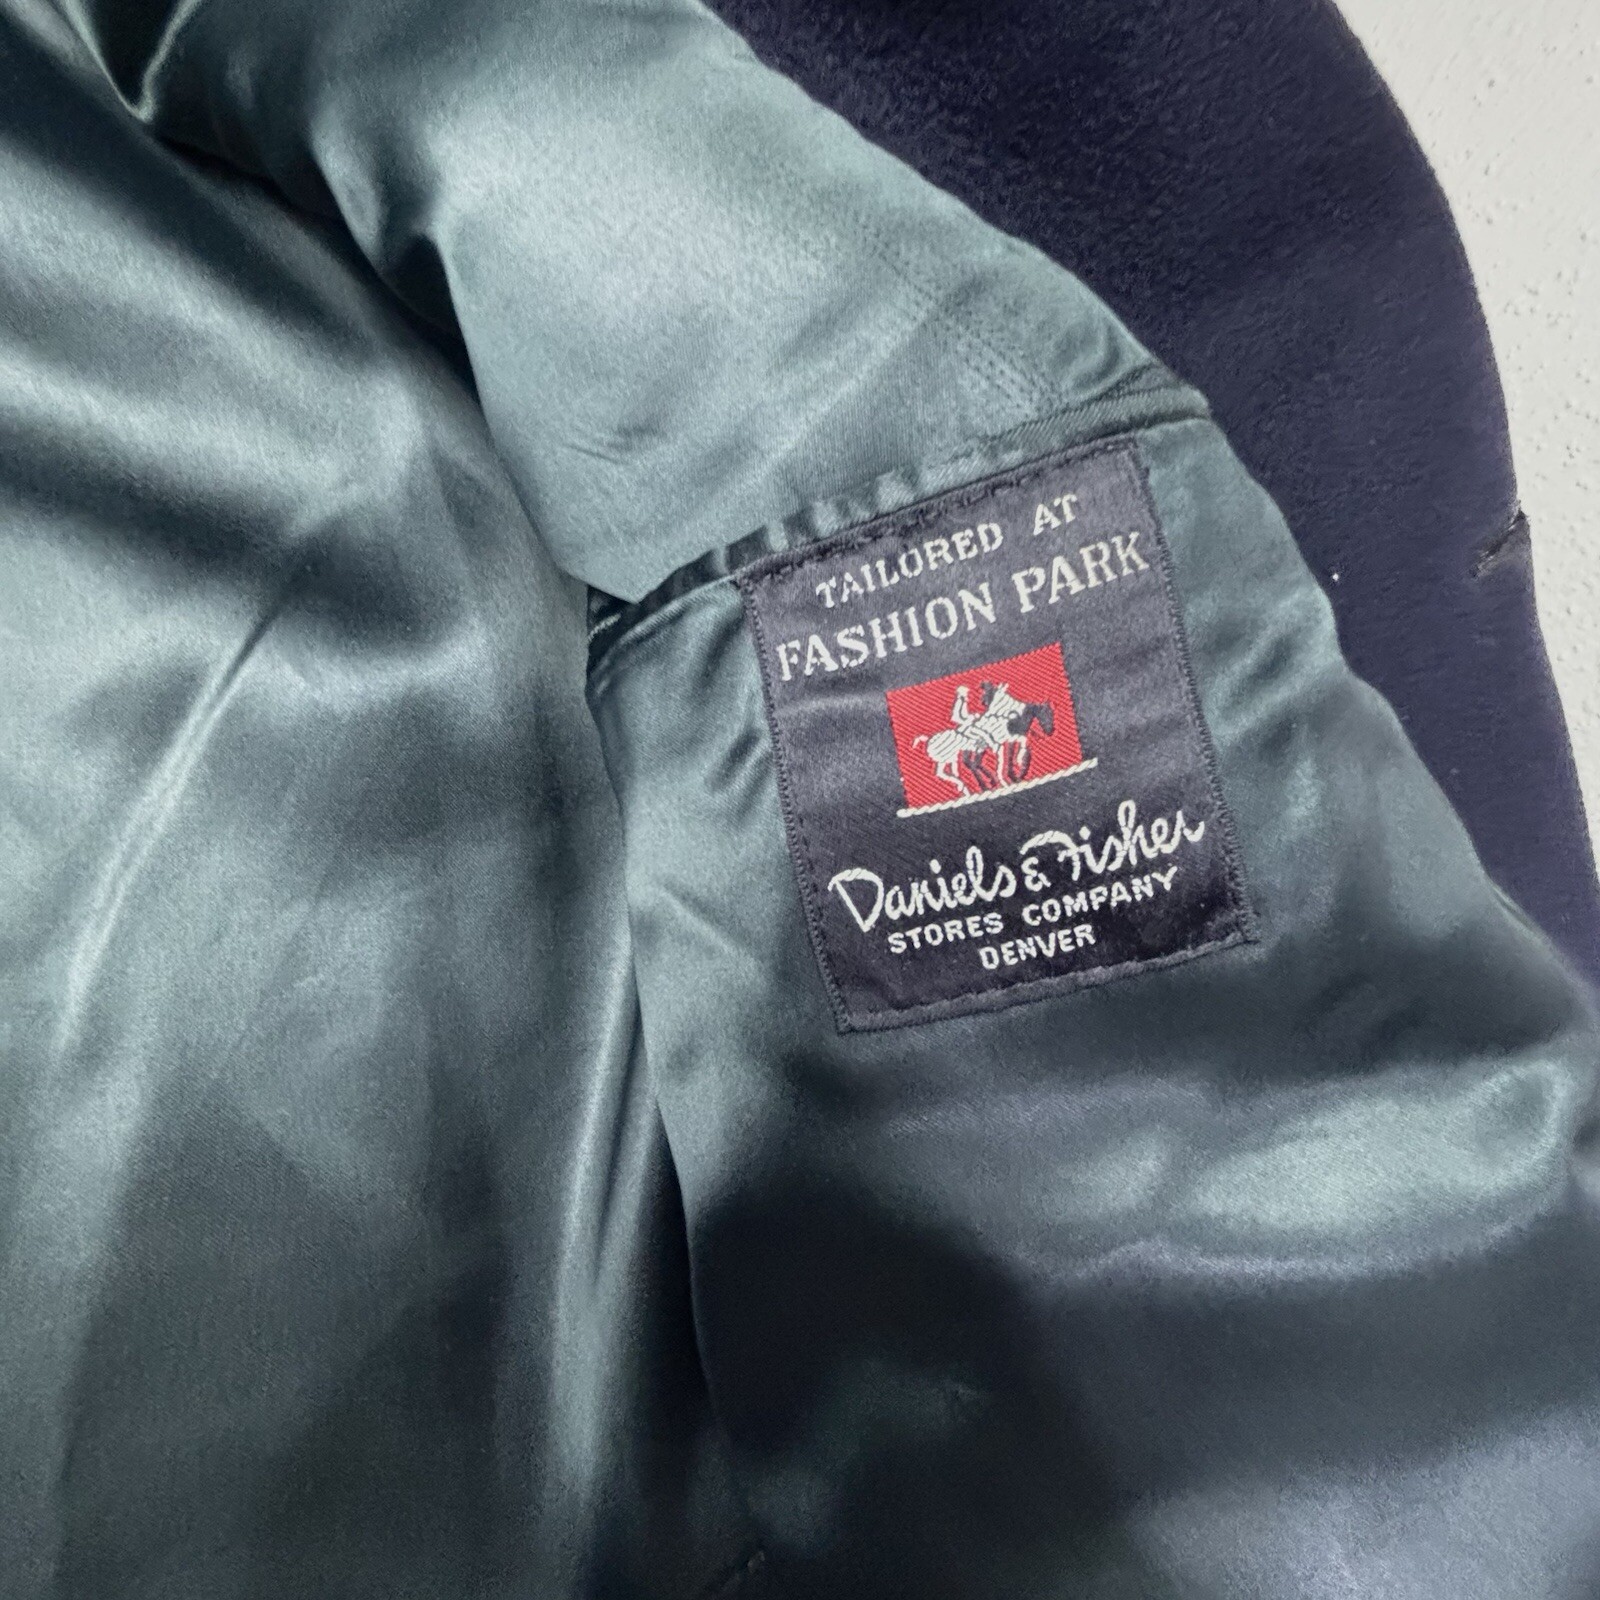 TAILORED AT
FASHION PARK
Daniels & Fisher
STORES COMPANY
DENVER